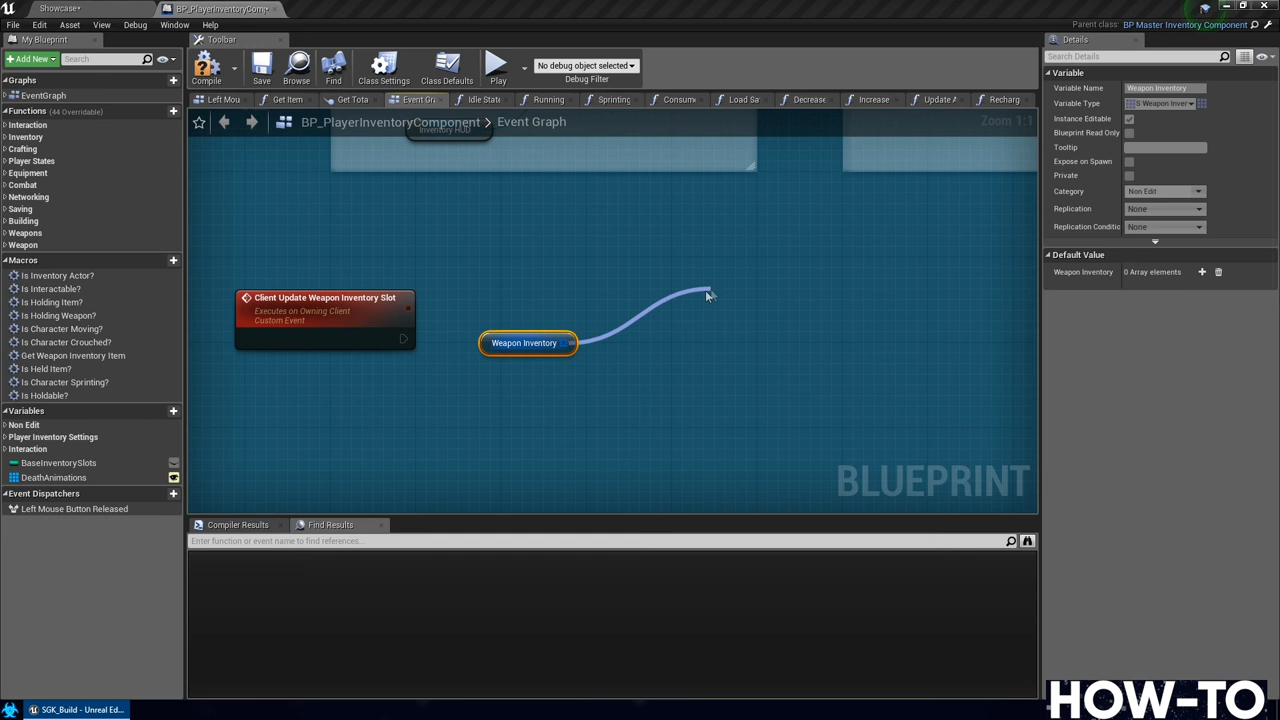 Showcase•
BP_PlayerInventoryComp
File Edit Asset View Debug Window Help
Parent class: BP Master Inventory Component
My Blueprint
Toolbar
Details
Add New
Search
Compile
Save
Browse
Find
Class Settings
Class Defaults
Play
No debug object selected
Debug Filter
Search Details
Graphs
EventGraph
Functions (44 Overridable)
Interaction
Inventory
Crafting
Player States
Equipment
Combat
Networking
Saving
Building
Weapons
Weapon
Macros
Is Inventory Actor?
Is Interactable?
Is Holding Item?
Is Holding Weapon?
Is Character Moving?
Is Character Crouched?
Get Weapon Inventory Item
Is Held Item?
Is Character Sprinting?
Is Holdable?
Variables
Non Edit
Player Inventory Settings
Interaction
BaseInventorySlots
DeathAnimations
Event Dispatchers
Left Mouse Button Released
Left Mou Get Item Get Tota Event Gra Idle State Running Sprinting Consume Load Sa Decrease Increase Update A Recharg
BP_PlayerInventoryComponent > Event Graph
Zoom 1:1
Inventory HUD
Client Update Weapon Inventory Slot
Executes on Owning Client
Custom Event
Weapon Inventory
BLUEPRINT
Compiler Results
Find Results
Enter function or event name to find references...
Variable
Variable Name Weapon Inventory
Variable Type S Weapon Inver
Instance Editable
Blueprint Read Only
Tooltip
Expose on Spawn
Private
Category Non Edit
Replication None
Replication Conditic None
Default Value
Weapon Inventory 0 Array elements
SGK_Build - Unreal Ed...
HOW-TO